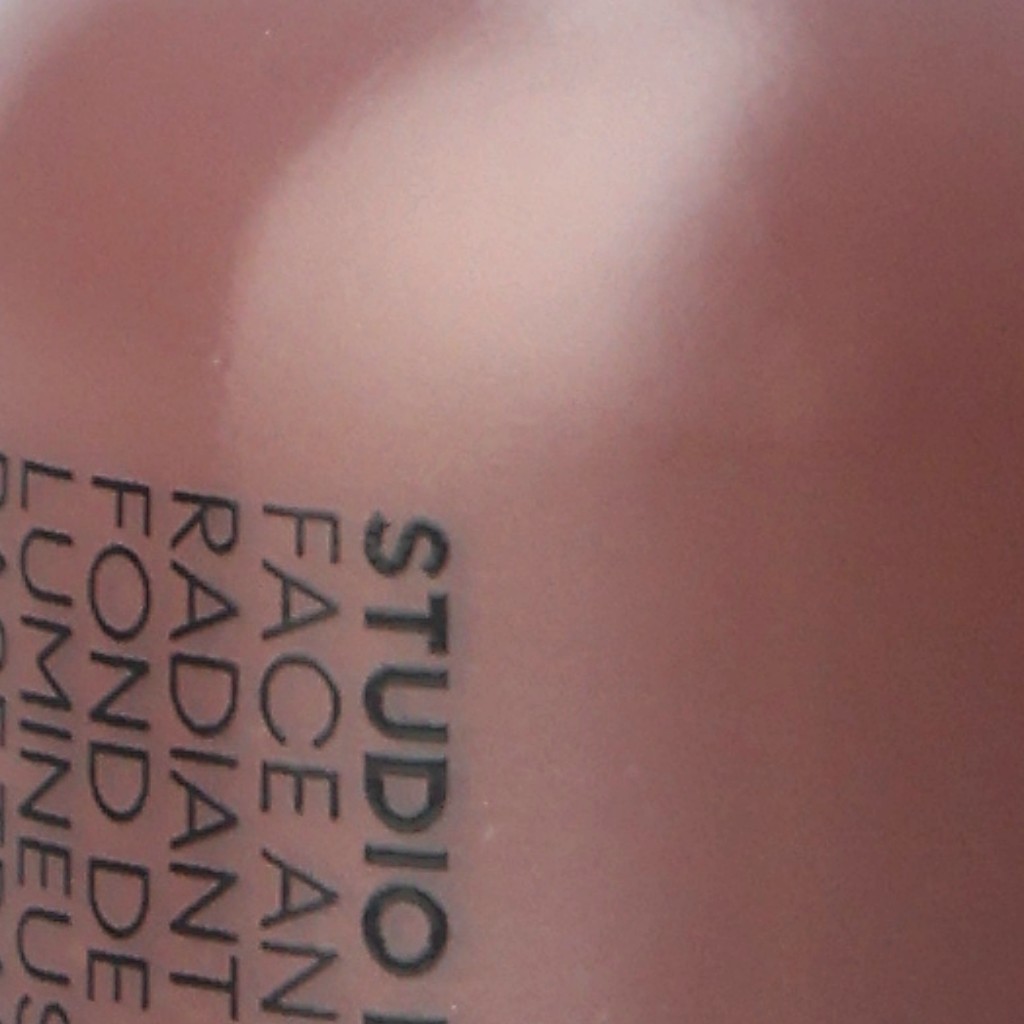 STUDIO
FACE AN
RADIANT
FOND DE
LUMINEUS